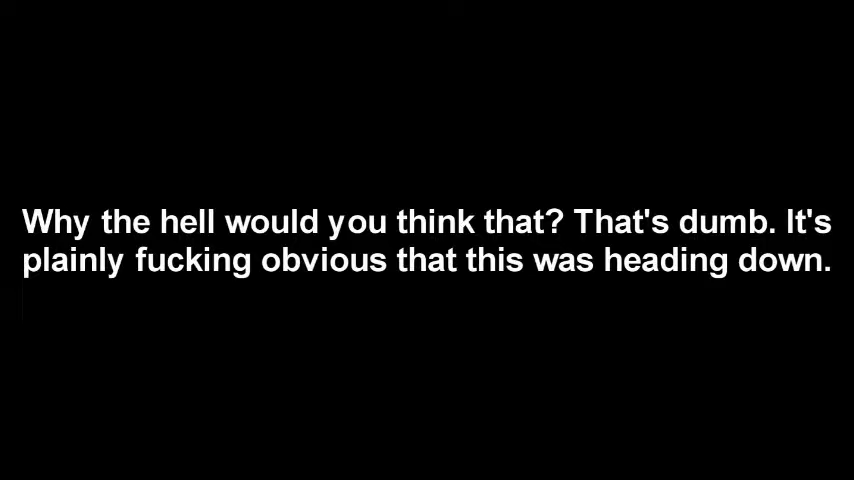 Why the hell would you think that? That's dumb. It's
plainly fucking obvious that this was heading down.